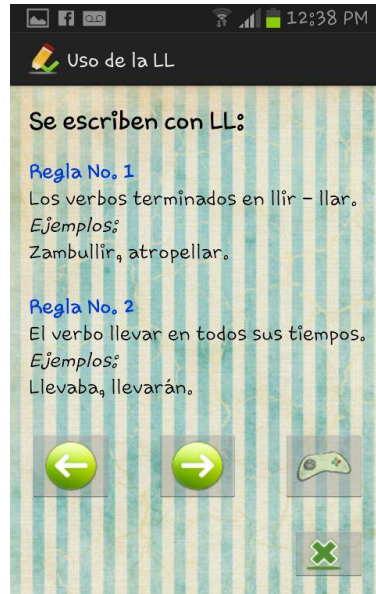 12:38 PM
Uso de la LL
Se escriben con LL:
Regla No. 1
Los verbos terminados en llir - llar.
Ejemplos:
Zambullir, atropellar.
Regla No. 2
El verbo llevar en todos sus tiempos.
Ejemplos:
Llevaba, llevarán.